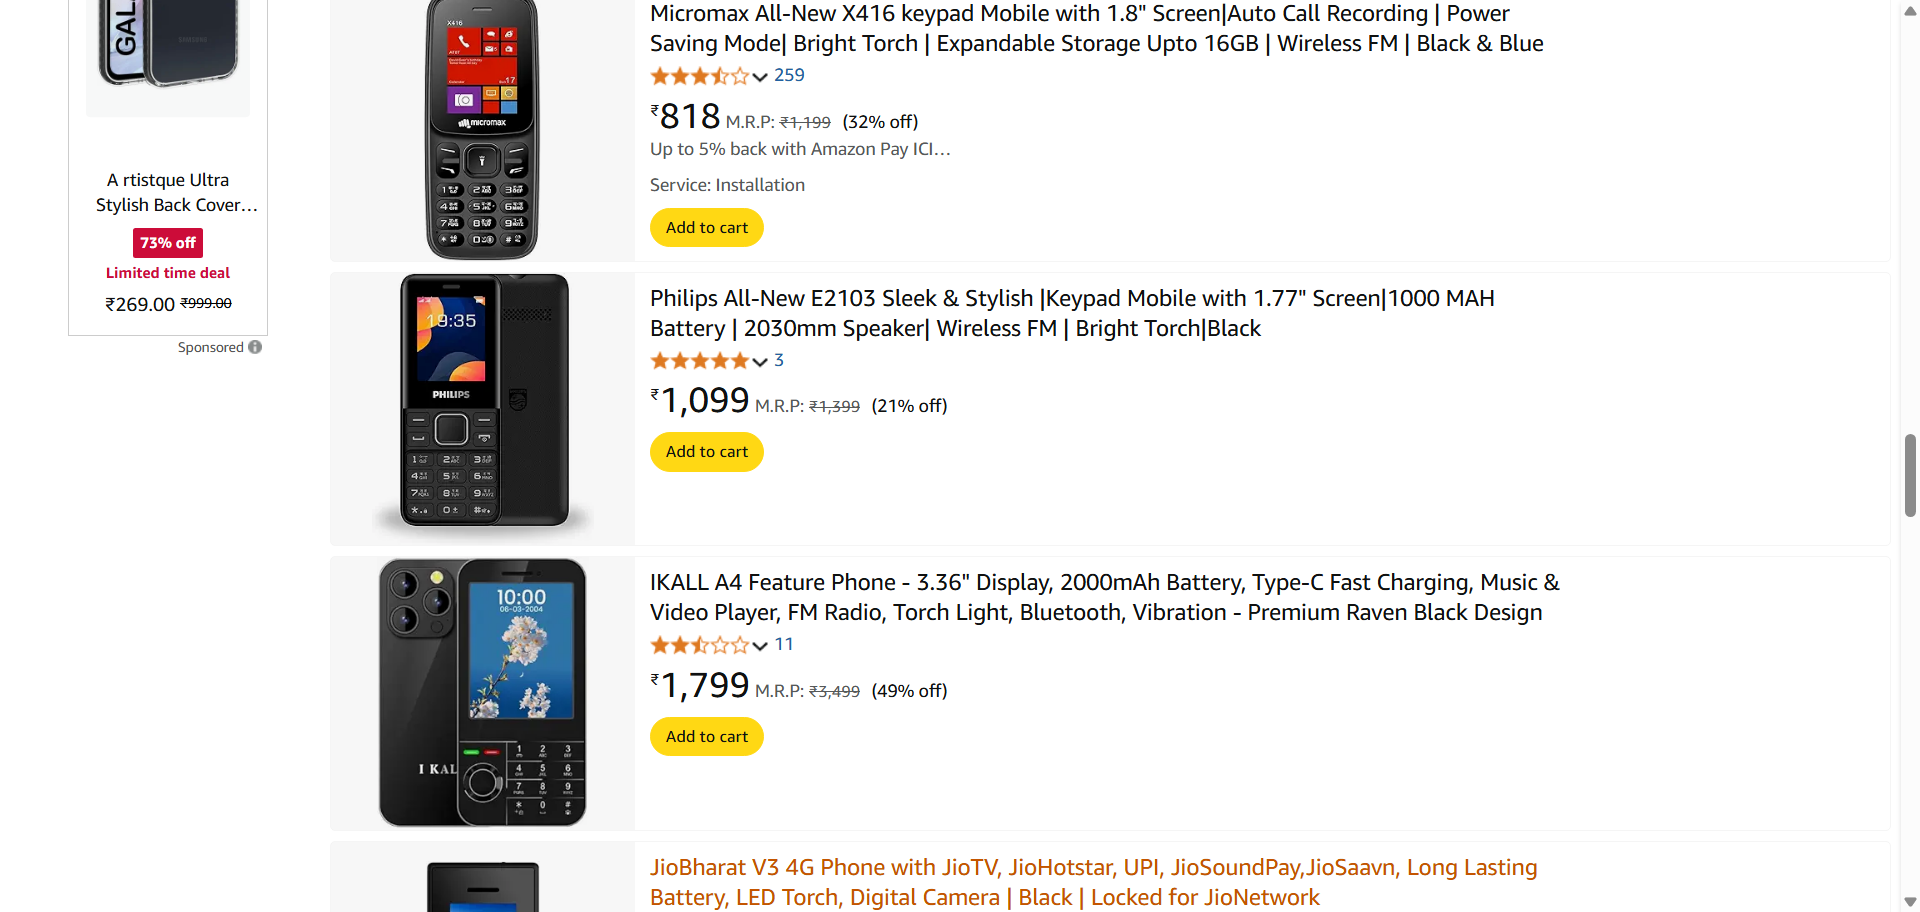 GAL
SAMSUNG
A rtistque Ultra
Stylish Back Cover...
73% off
Limited time deal
₹269.00 ₹999.00
Sponsored
X416
17
micromax
Micromax All-New X416 keypad Mobile with 1.8" Screen|Auto Call Recording | Power
Saving Mode| Bright Torch | Expandable Storage Upto 16GB | Wireless FM | Black & Blue
259
₹818 M.R.P: ₹1,199 (32% off)
Up to 5% back with Amazon Pay ICI...
Service: Installation
Add to cart
19:35
PHILIPS
Philips All-New E2103 Sleek & Stylish |Keypad Mobile with 1.77" Screen|1000 MAH
Battery | 2030mm Speaker| Wireless FM | Bright Torch|Black
3
₹1,099 M.R.P: ₹1,399 (21% off)
Add to cart
10:00
06-03-2004
I KALL
IKALL A4 Feature Phone - 3.36" Display, 2000mAh Battery, Type-C Fast Charging, Music &
Video Player, FM Radio, Torch Light, Bluetooth, Vibration - Premium Raven Black Design
11
₹1,799 M.R.P: ₹3,499 (49% off)
Add to cart
JioBharat V3 4G Phone with JioTV, JioHotstar, UPI, JioSoundPay,JioSaavn, Long Lasting
Battery, LED Torch, Digital Camera | Black | Locked for JioNetwork